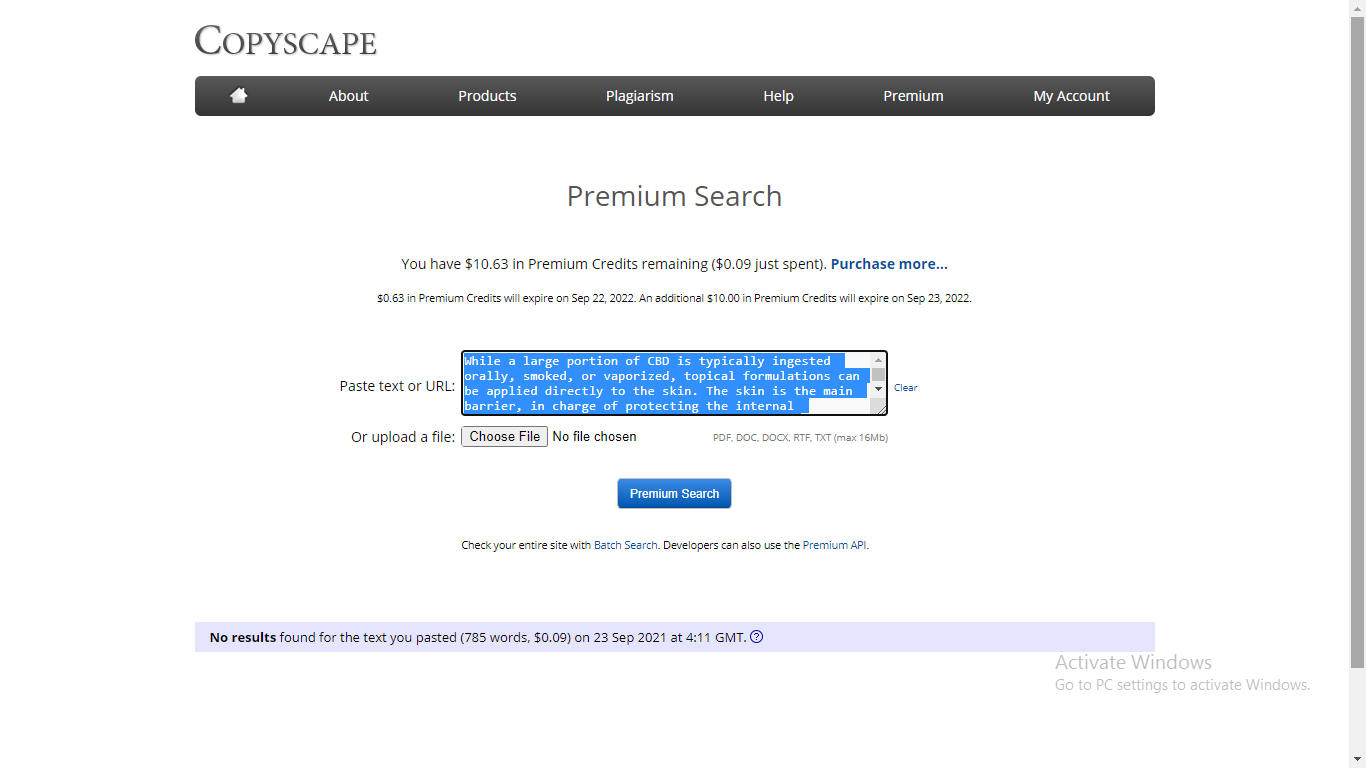 COPYSCAPE
About Products Plagiarism Help Premium My Account
Premium Search
You have $10.63 in Premium Credits remaining ($0.09 just spent). Purchase more...
$0.63 in Premium Credits will expire on Sep 22, 2022. An additional $10.00 in Premium Credits will expire on Sep 23, 2022.
Paste text or URL:
While a large portion of CBD is typically ingested
orally, smoked, or vaporized, topical formulations can
be applied directly to the skin. The skin is the main
barrier, in charge of protecting the internal
Clear
Or upload a file: Choose File No file chosen PDF, DOC, DOCX, RTF, TXT (max 16Mb)
Premium Search
Check your entire site with Batch Search. Developers can also use the Premium API.
No results found for the text you pasted (785 words, $0.09) on 23 Sep 2021 at 4:11 GMT. ?
Activate Windows
Go to PC settings to activate Windows.